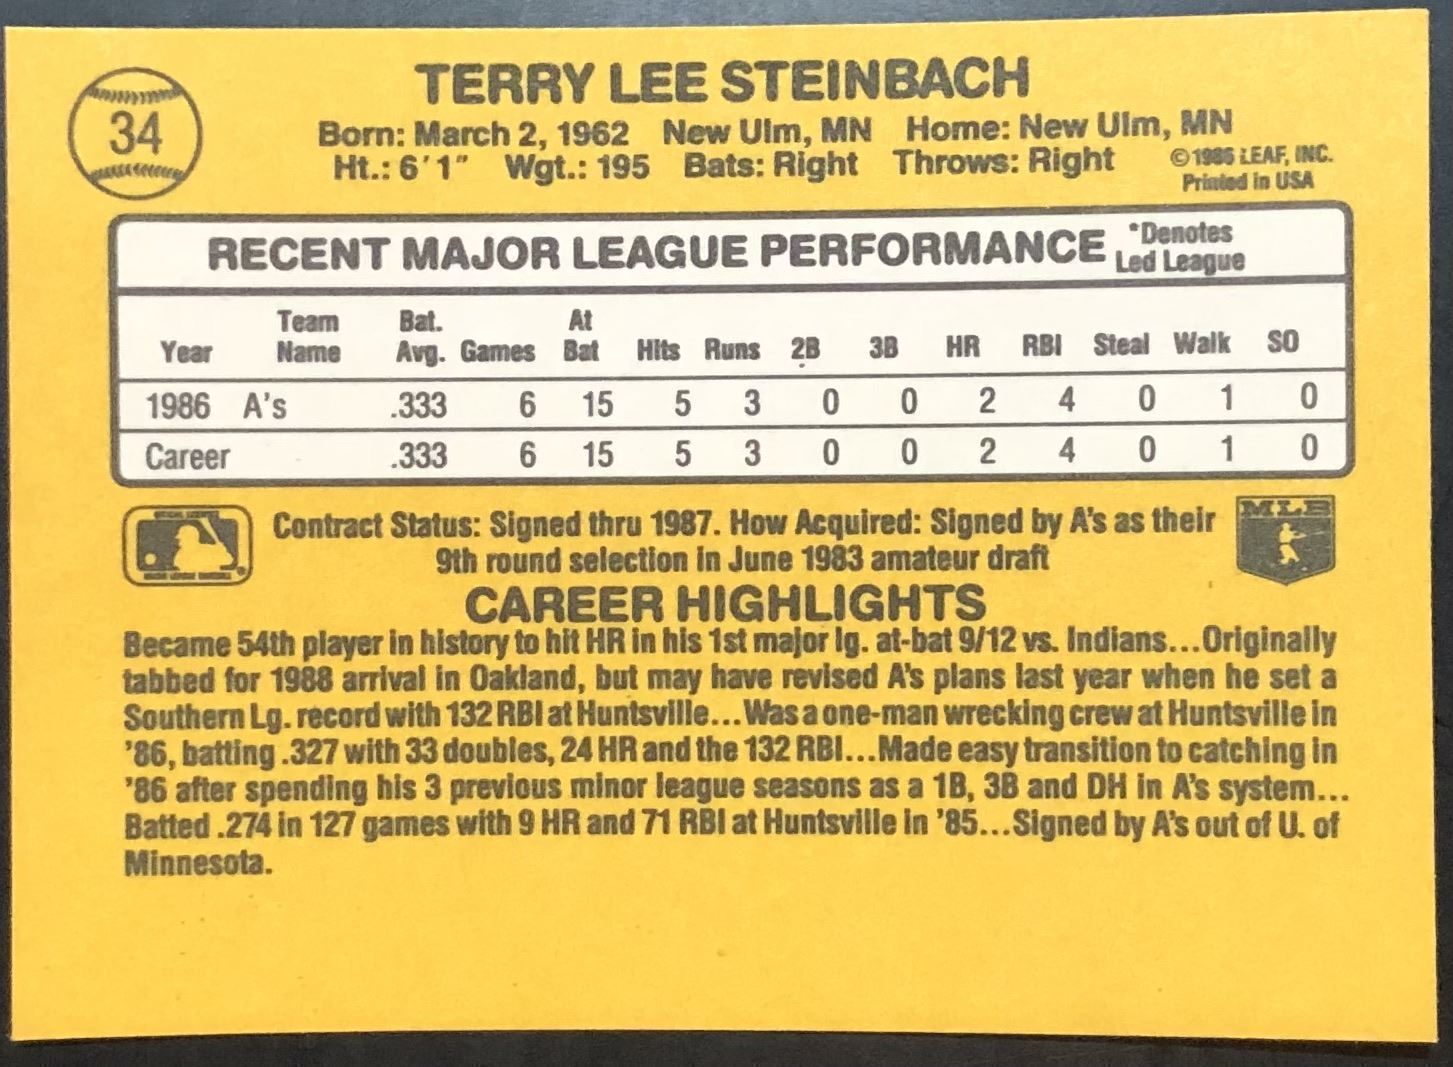 34
TERRY LEE STEINBACH
Born: March 2, 1962 New Ulm, MN Home: New Ulm, MN
Ht.: 6'1" Wgt.: 195 Bats: Right Throws: Right
©1986 LEAF, INC.
Printed in USA
RECENT MAJOR LEAGUE PERFORMANCE
*Denotes
Led League
Year Team Name Bat. Avg. Games At Bat Hits Runs 2B 3B HR RBI Steal Walk SO
1986 A's .333 6 15 5 3 0 0 2 4 0 1 0
Career .333 6 15 5 3 0 0 2 4 0 1 0
Contract Status: Signed thru 1987. How Acquired: Signed by A's as their
9th round selection in June 1983 amateur draft
MLB
CAREER HIGHLIGHTS
Became 54th player in history to hit HR in his 1st major lg. at-bat 9/12 vs. Indians...Originally
tabbed for 1988 arrival in Oakland, but may have revised A's plans last year when he set a
Southern Lg. record with 132 RBI at Huntsville...Was a one-man wrecking crew at Huntsville in
'86, batting .327 with 33 doubles, 24 HR and the 132 RBI...Made easy transition to catching in
'86 after spending his 3 previous minor league seasons as a 1B, 3B and DH in A's system...
Batted .274 in 127 games with 9 HR and 71 RBI at Huntsville in '85...Signed by A's out of U. of
Minnesota.